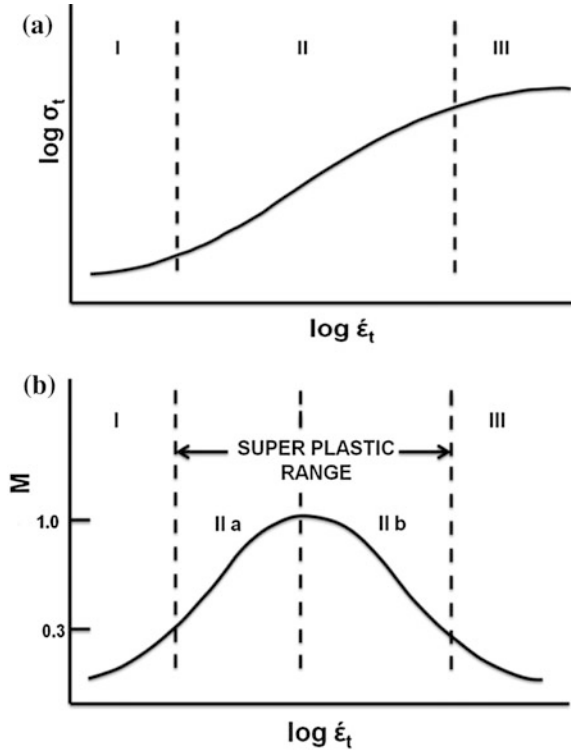 (a)
I II III
log σt
log έt
(b)
I III
SUPER PLASTIC
RANGE
M
1.0 II a II b
0.3
log έt